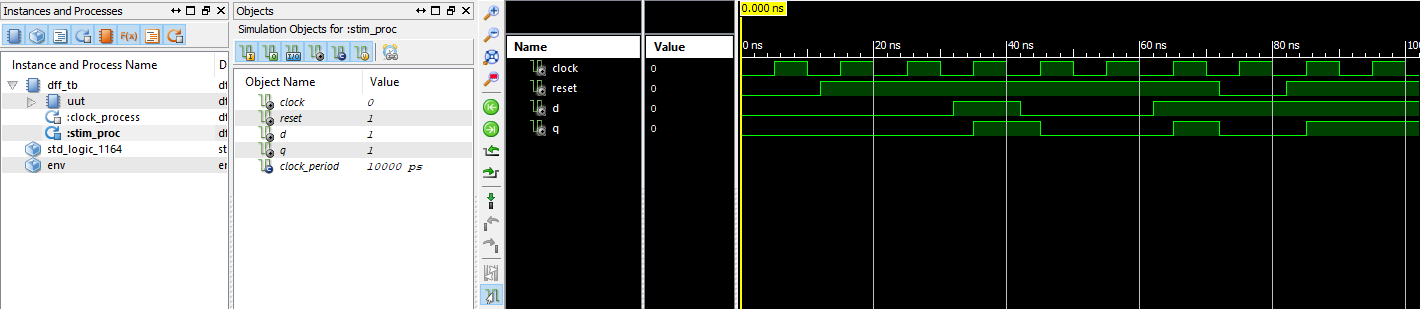 Instances and Processes
F(x)
Instance and Process Name D
dff_tb df
uut df
:clock_process df
:stim_proc df
std_logic_1164 st
env er
Objects
Simulation Objects for :stim_proc
Object Name Value
clock 0
reset 1
d 1
q 1
clock_period 10000 ps
Name Value
clock 0
reset 0
d 0
q 0
0.000 ns
0 ns 20 ns 40 ns 60 ns 80 ns 100